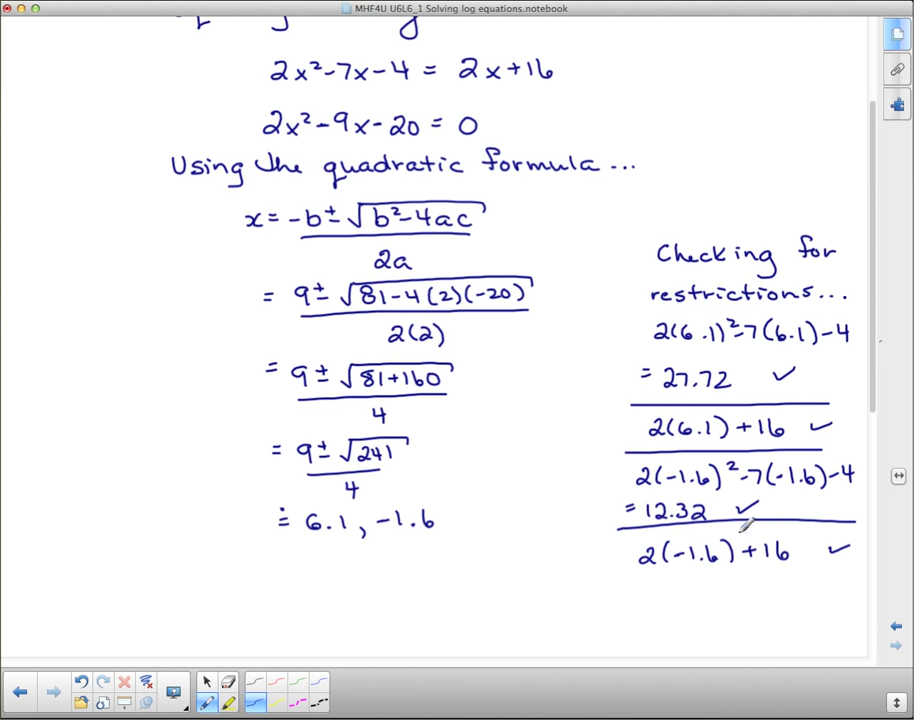 MHF4U U6L6_1 Solving log equations.notebook
2x²-7x-4 = 2x+16
2x²-9x-20 = 0
Using the quadratic formula ...
x = -b ± √(b²-4ac)
2a
= 9 ± √(81-4(2)(-20))
2(2)
= 9 ± √(81+160)
4
= 9 ± √241
4
≐ 6.1, -1.6
Checking for
restrictions...
2(6.1)²-7(6.1)-4
= 27.72 ✓
2(6.1)+16 ✓
2(-1.6)²-7(-1.6)-4
= 12.32 ✓
2(-1.6)+16 ✓